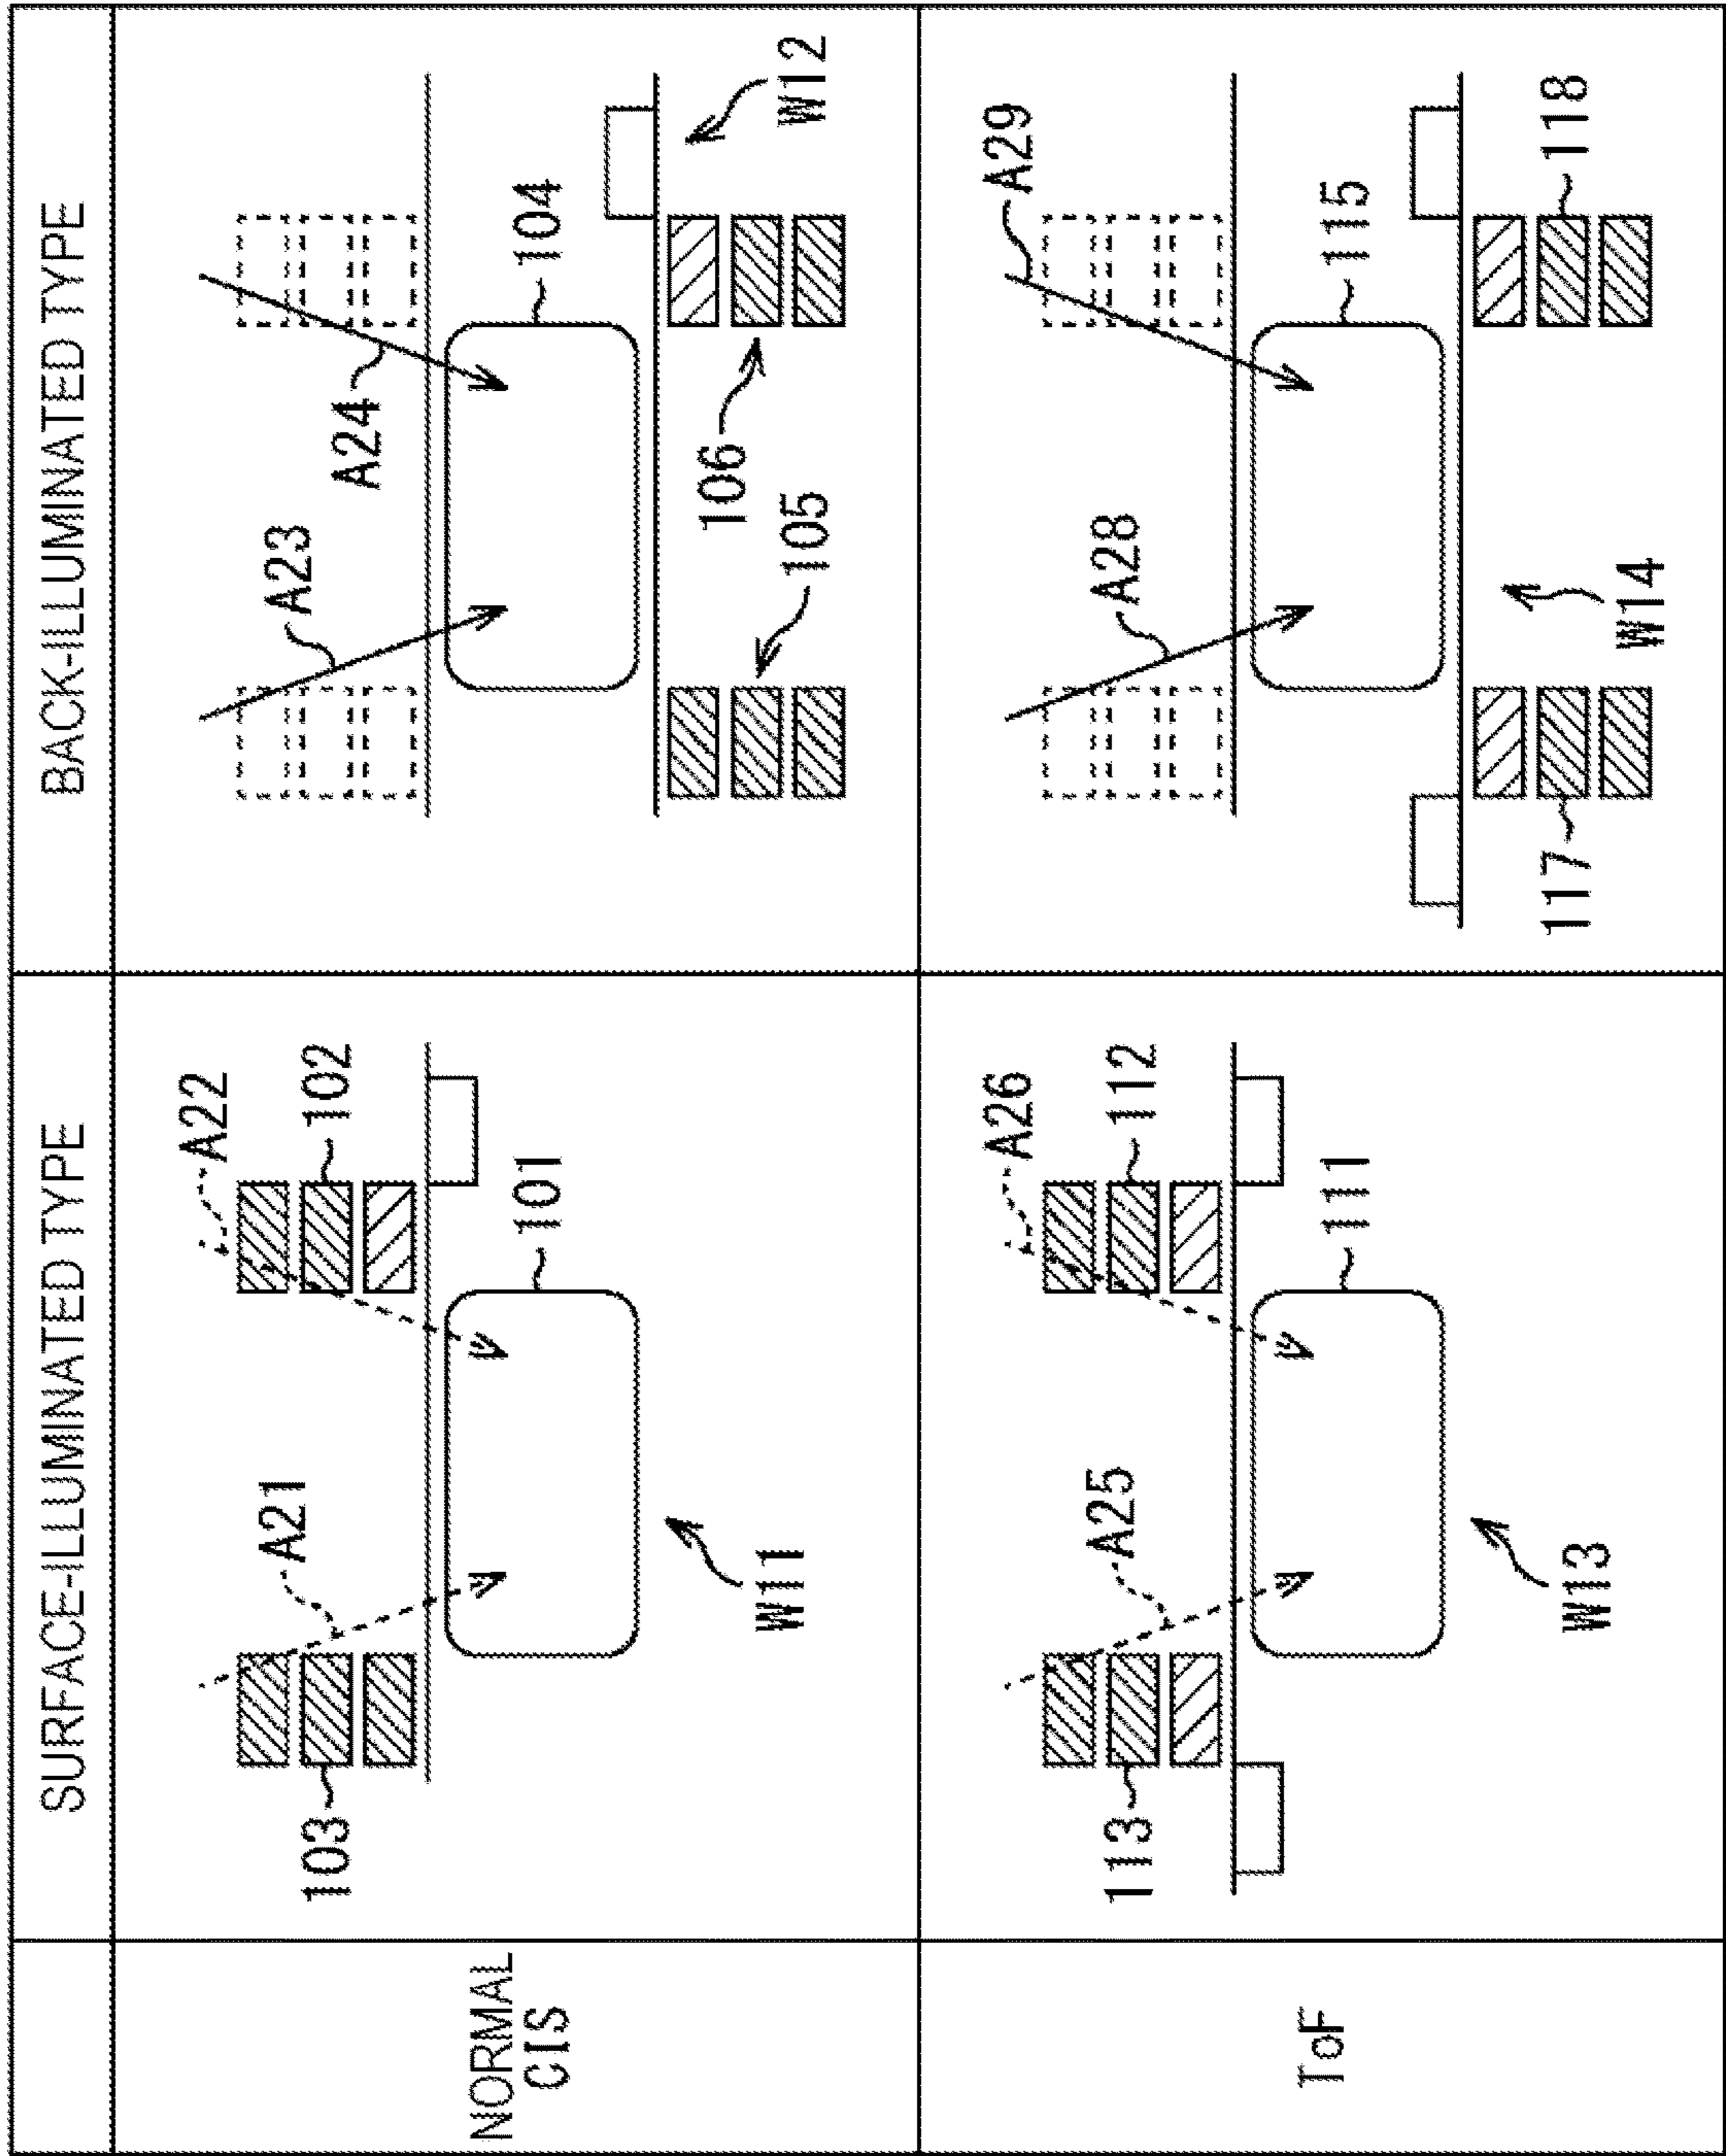 SURFACE-ILLUMINATED TYPE
BACK-ILLUMINATED TYPE
NORMAL
CIS
A21
A22
103
102
101
W11
A23
A24
104
106
105
W12
ToF
A25
A26
113
112
111
W13
A28
A29
115
117
118
W14